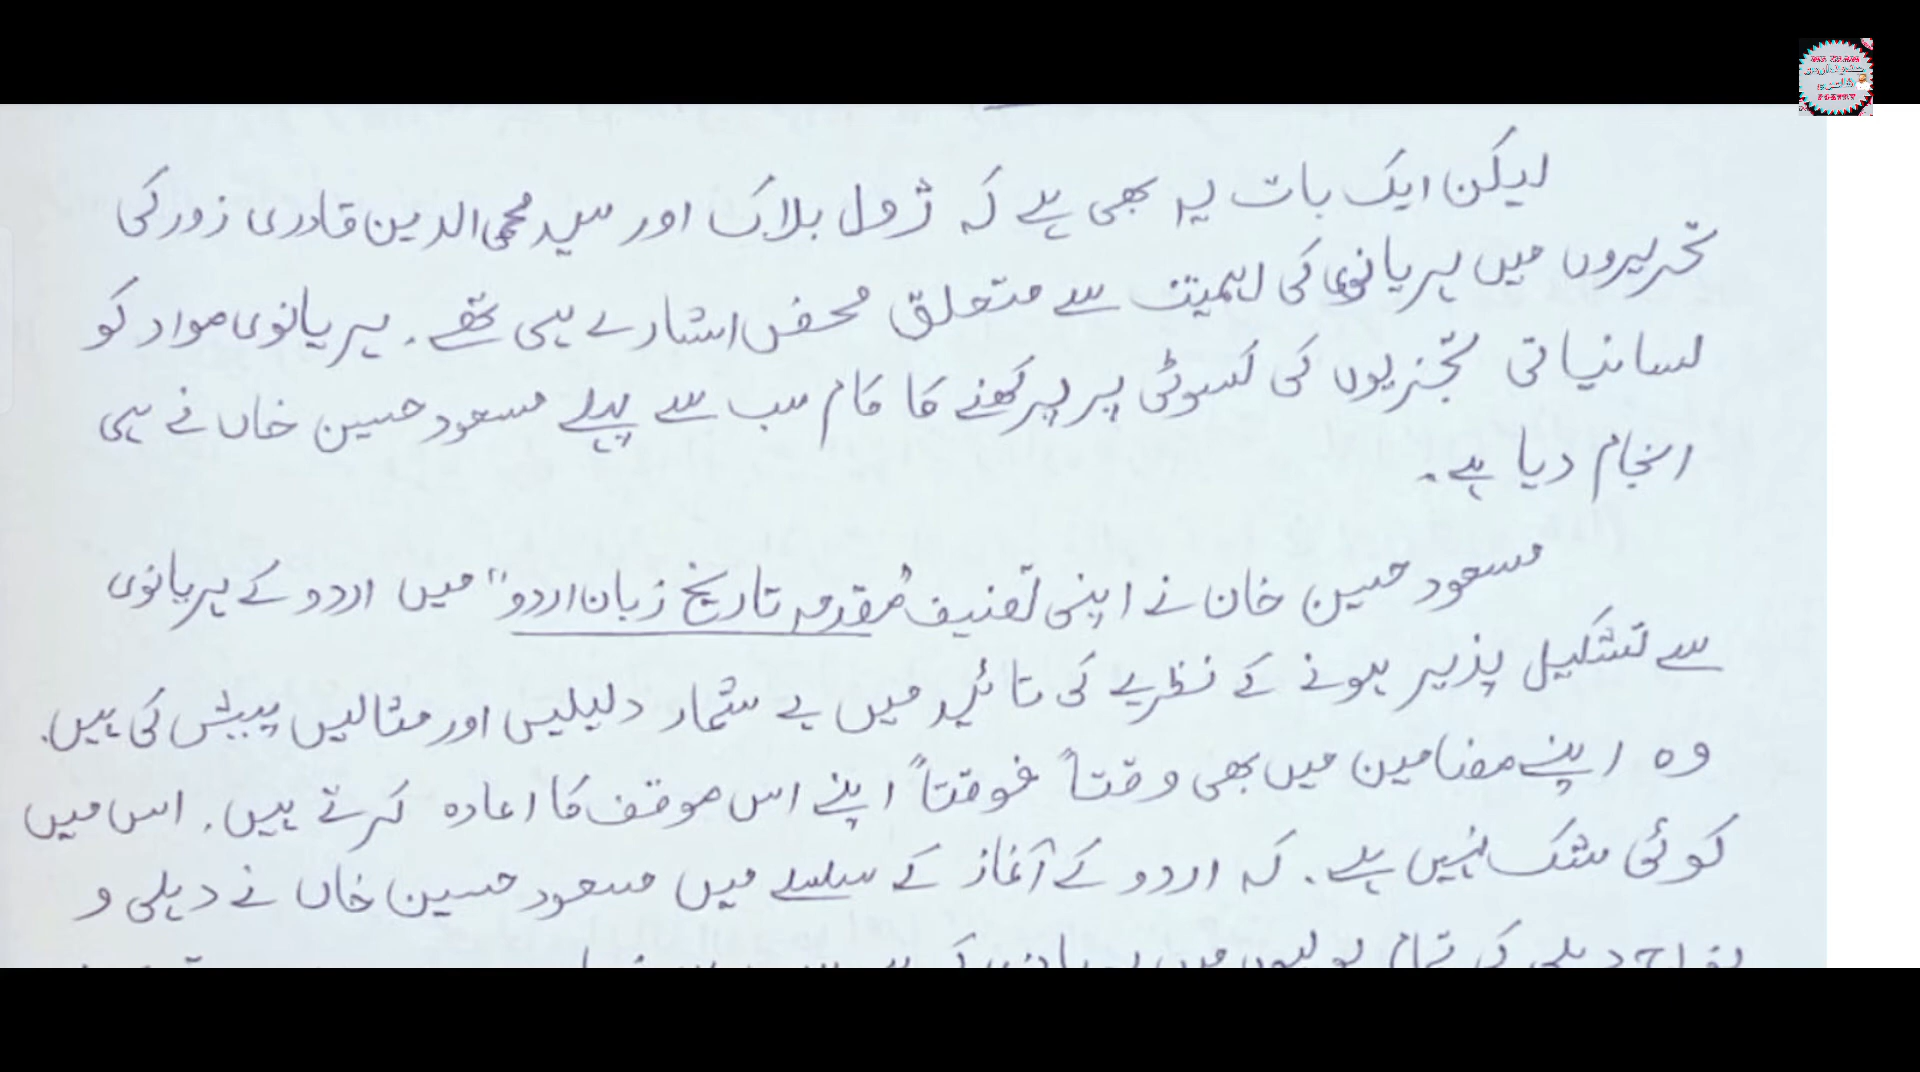 لیکن ایک بات یہ بھی ہے کہ ژول بلاک اور سید محی الدین قادری زور کی
تحریروں میں ہریانوی کی اہمیت سے متعلق محض اشارے ہی تھے۔ ہریانوی مواد کو
لسانیاتی تجزیوں کی کسوٹی پر پرکھنے کا کام سب سے پہلے مسعود حسین خاں نے ہی
انجام دیا ہے۔
مسعود حسین خان نے اپنی تصنیف "مقدمہ تاریخ زبان اردو" میں اردو کے ہریانوی
سے تشکیل پذیر ہونے کے نظریے کی تائید میں بے شمار دلیلیں اور مثالیں پیش کی ہیں۔
وہ اپنے مضامین میں بھی وقتاً فوقتاً اپنے اس موقف کا اعادہ کرتے ہیں۔ اس میں
کوئی شک نہیں ہے۔ کہ اردو کے آغاز کے سلسلے میں مسعود حسین خاں نے دہلی و